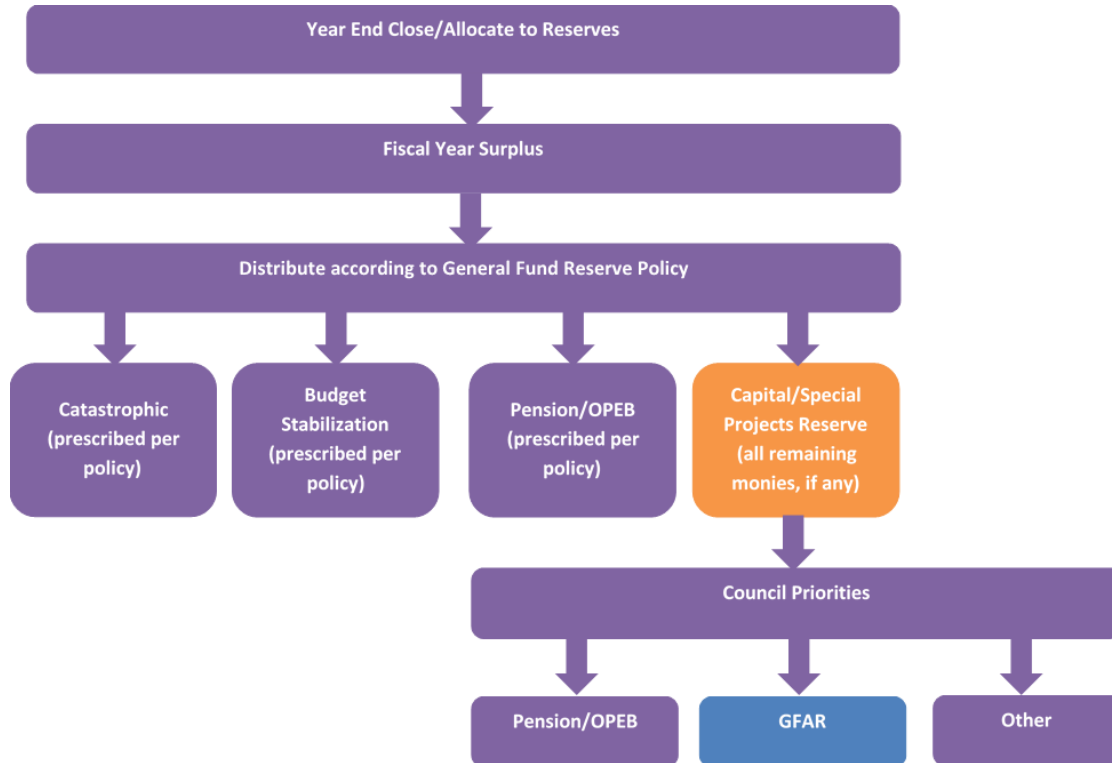 Year End Close/Allocate to Reserves
Fiscal Year Surplus
Distribute according to General Fund Reserve Policy
Catastrophic
(prescribed per
policy)
Budget
Stabilization
(prescribed per
policy)
Pension/OPEB
(prescribed per
policy)
Capital/Special
Projects Reserve
(all remaining
monies, if any)
Council Priorities
Pension/OPEB
GFAR
Other